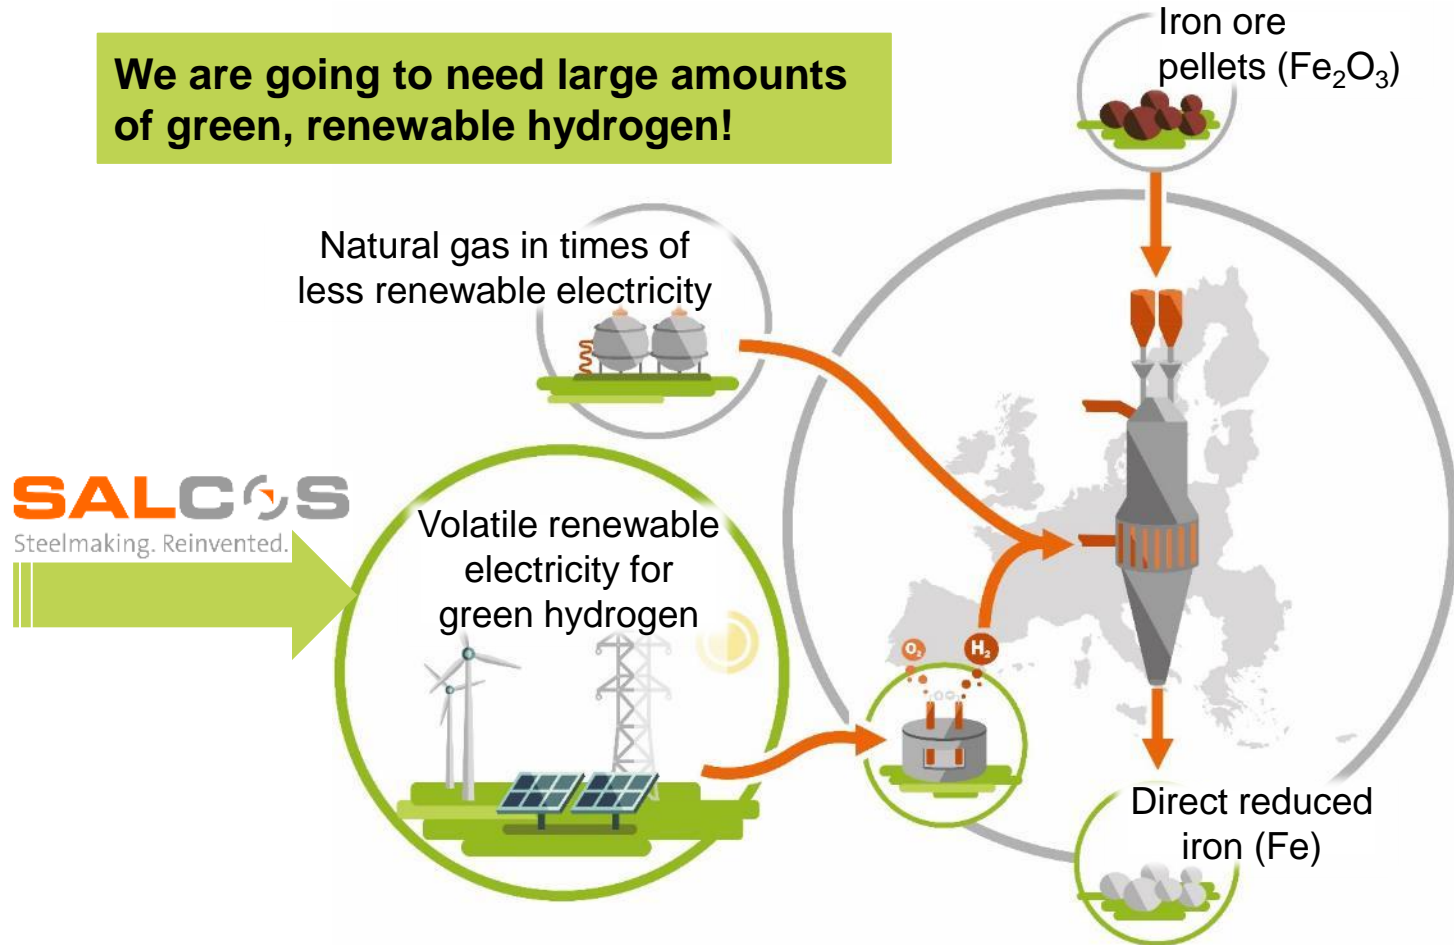 We are going to need large amounts
of green, renewable hydrogen!
Iron ore
pellets (Fe₂O₃)
Natural gas in times of
less renewable electricity
SALCOS
Steelmaking. Reinvented.
Volatile renewable
electricity for
green hydrogen
O₂
H₂
Direct reduced
iron (Fe)